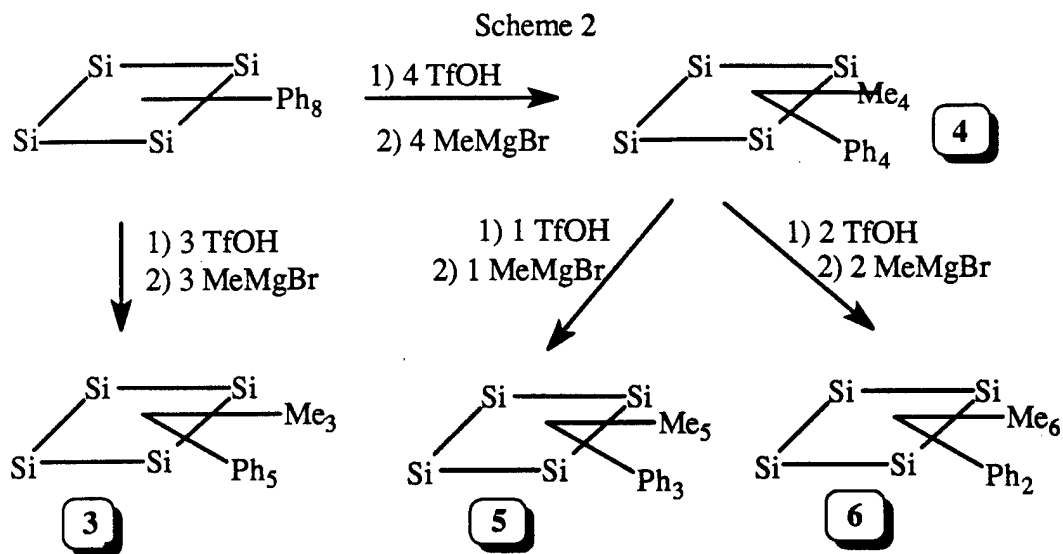 Scheme 2
Si Si
Si Si
Ph₈
1) 4 TfOH
2) 4 MeMgBr
Si Si
Si Si
Me₄
Ph₄
4
1) 3 TfOH
2) 3 MeMgBr
1) 1 TfOH
2) 1 MeMgBr
1) 2 TfOH
2) 2 MeMgBr
Si Si
Si Si
Me₃
Ph₅
3
Si Si
Si Si
Me₅
Ph₃
5
Si Si
Si Si
Me₆
Ph₂
6